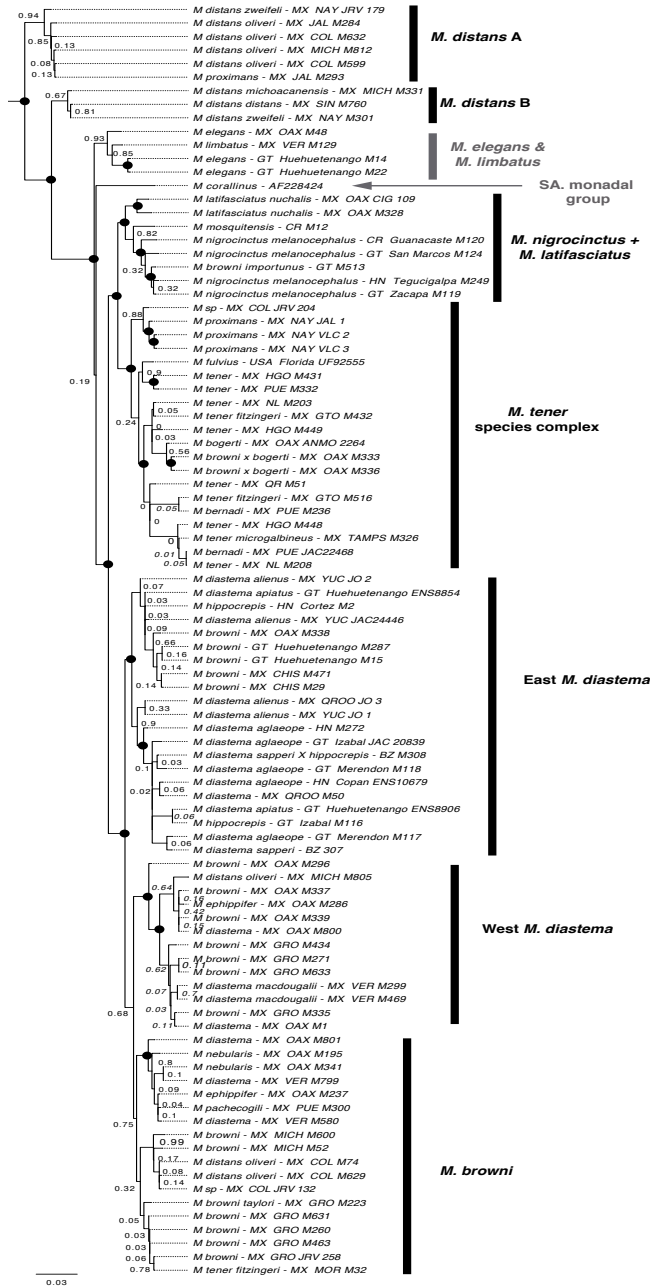 M distans zweifeli - MX NAY JRV 179
M distans oliveri - MX JAL M284
M distans oliveri - MX COL M632
M distans oliveri - MX MICH M812
M distans oliveri - MX COL M599
M proximans - MX JAL M293
M distans michoacanensis - MX MICH M331
M distans distans - MX SIN M760
M distans zweifeli - MX NAY M301
M elegans - MX OAX M48
M limbatus - MX VER M129
M elegans - GT Huehuetenango M14
M elegans - GT Huehuetenango M22
M corallinus - AF228424
M latifasciatus nuchalis - MX OAX CIG 109
M latifasciatus nuchalis - MX OAX M328
M mosquitensis - CR M12
M nigrocinctus melanocephalus - CR Guanacaste M120
M nigrocinctus melanocephalus - GT San Marcos M124
M browni importunus - GT M513
M nigrocinctus melanocephalus - HN Tegucigalpa M249
M nigrocinctus melanocephalus - GT Zacapa M119
M sp - MX COL JRV 204
M proximans - MX NAY JAL 1
M proximans - MX NAY VLC 2
M proximans - MX NAY VLC 3
M fulvius - USA Florida UF92555
M tener - MX HGO M431
M tener - MX PUE M332
M tener - MX NL M203
M tener fitzingeri - MX GTO M432
M tener - MX HGO M449
M bogerti - MX OAX ANMO 2264
M browni x bogerti - MX OAX M333
M browni x bogerti - MX OAX M336
M tener - MX QR M51
M tener fitzingeri - MX GTO M516
M bernadi - MX PUE M236
M tener - MX HGO M448
M tener microgalbineus - MX TAMPS M326
M bernadi - MX PUE JAC22468
M tener - MX NL M208
M diastema alienus - MX YUC JO 2
M diastema apiatus - GT Huehuetenango ENS8854
M hippocrepis - HN Cortez M2
M diastema alienus - MX YUC JAC24446
M browni - MX OAX M338
M browni - GT Huehuetenango M287
M browni - GT Huehuetenango M15
M browni - MX CHIS M471
M browni - MX CHIS M29
M diastema alienus - MX QROO JO 3
M diastema alienus - MX YUC JO 1
M diastema aglaeope - HN M272
M diastema aglaeope - GT Izabal JAC 20839
M diastema sapperi X hippocrepis - BZ M308
M diastema aglaeope - GT Merendon M118
M diastema aglaeope - HN Copan ENS10679
M diastema - MX QROO M50
M diastema apiatus - GT Huehuetenango ENS8906
M hippocrepis - GT Izabal M116
M diastema aglaeope - GT Merendon M117
M diastema sapperi - BZ 307
M browni - MX OAX M296
M distans oliveri - MX MICH M805
M browni - MX OAX M337
M ephippifer - MX OAX M286
M browni - MX OAX M339
M diastema - MX OAX M800
M browni - MX GRO M434
M browni - MX GRO M271
M browni - MX GRO M633
M diastema macdougalii - MX VER M299
M diastema macdougalii - MX VER M469
M browni - MX GRO M335
M diastema - MX OAX M1
M diastema - MX OAX M801
M nebularis - MX OAX M195
M nebularis - MX OAX M341
M diastema - MX VER M799
M ephippifer - MX OAX M237
M pachecogili - MX PUE M300
M diastema - MX VER M580
M browni - MX MICH M600
M browni - MX MICH M52
M distans oliveri - MX COL M74
M distans oliveri - MX COL M629
M sp - MX COL JRV 132
M browni taylori - MX GRO M223
M browni - MX GRO M631
M browni - MX GRO M260
M browni - MX GRO M463
M browni - MX GRO JRV 258
M tener fitzingeri - MX MOR M32
M. distans A
M. distans B
M. elegans &
M. limbatus
SA. monadal
group
M. nigrocinctus +
M. latifasciatus
M. tener
species complex
East M. diastema
West M. diastema
M. browni
0.94
0.85
0.13
0.08
0.13
0.67
0.81
0.93
0.85
0.82
0.32
0.32
0.88
0.19
0.9
0.24
0.05
0
0.03
0.56
0.05
0
0
0.01
0.05
0.07
0.03
0.03
0.09
0.66
0.16
0.14
0.14
0.33
0.9
0.1
0.03
0.02
0.06
0.06
0.06
0.64
0.16
0.42
0.15
0.62
0.11
0.07
0.7
0.03
0.11
0.68
0.8
0.1
0.09
0.04
0.1
0.75
0.99
0.17
0.08
0.14
0.32
0.05
0.03
0.03
0.06
0.78
0.03